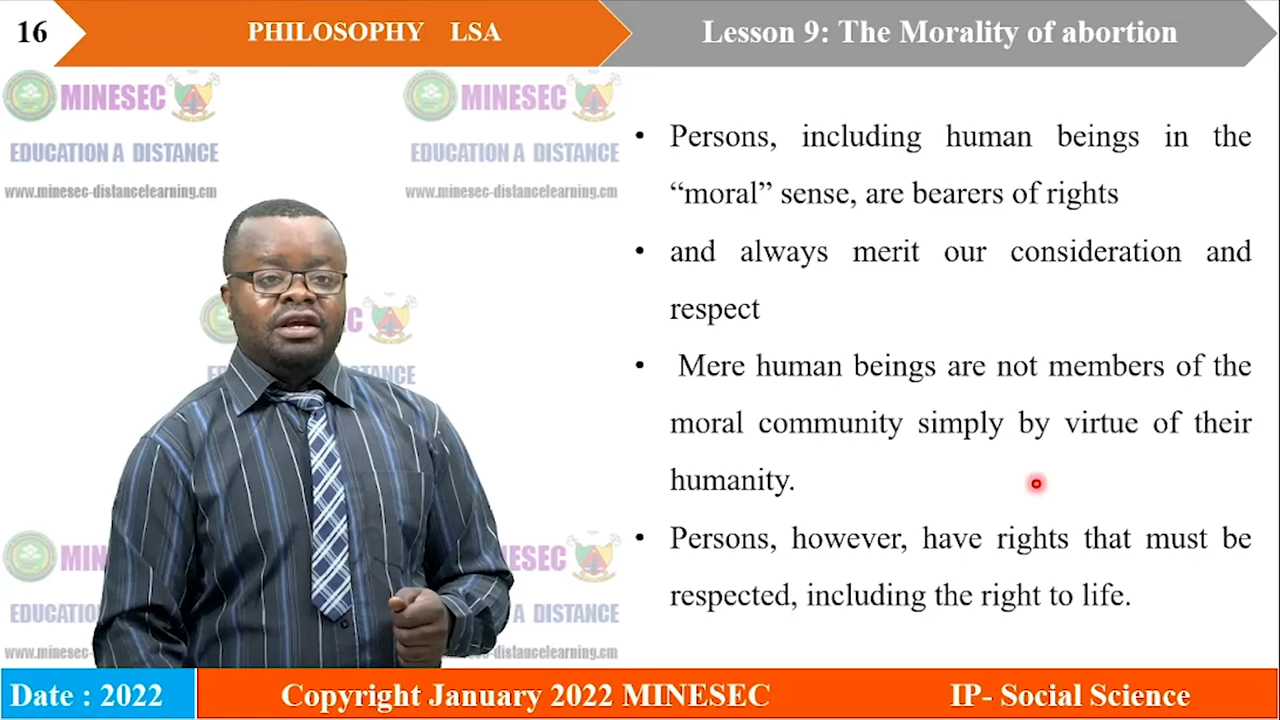 16
PHILOSOPHY LSA
Lesson 9: The Morality of abortion
MINESEC
EDUCATION A DISTANCE
www.minesec-distancelearning.cm
MINESEC
EDUCATION A DISTANCE
www.minesec-distancelearning.cm
• Persons, including human beings in the
“moral” sense, are bearers of rights
• and always merit our consideration and
respect
• Mere human beings are not members of the
moral community simply by virtue of their
humanity.
• Persons, however, have rights that must be
respected, including the right to life.
C
ED
TANCE
MIN
EDUCATION
www.minesec-
NESEC
A DISTANCE
-distancelearning.cm
Date : 2022
Copyright January 2022 MINESEC
IP- Social Science